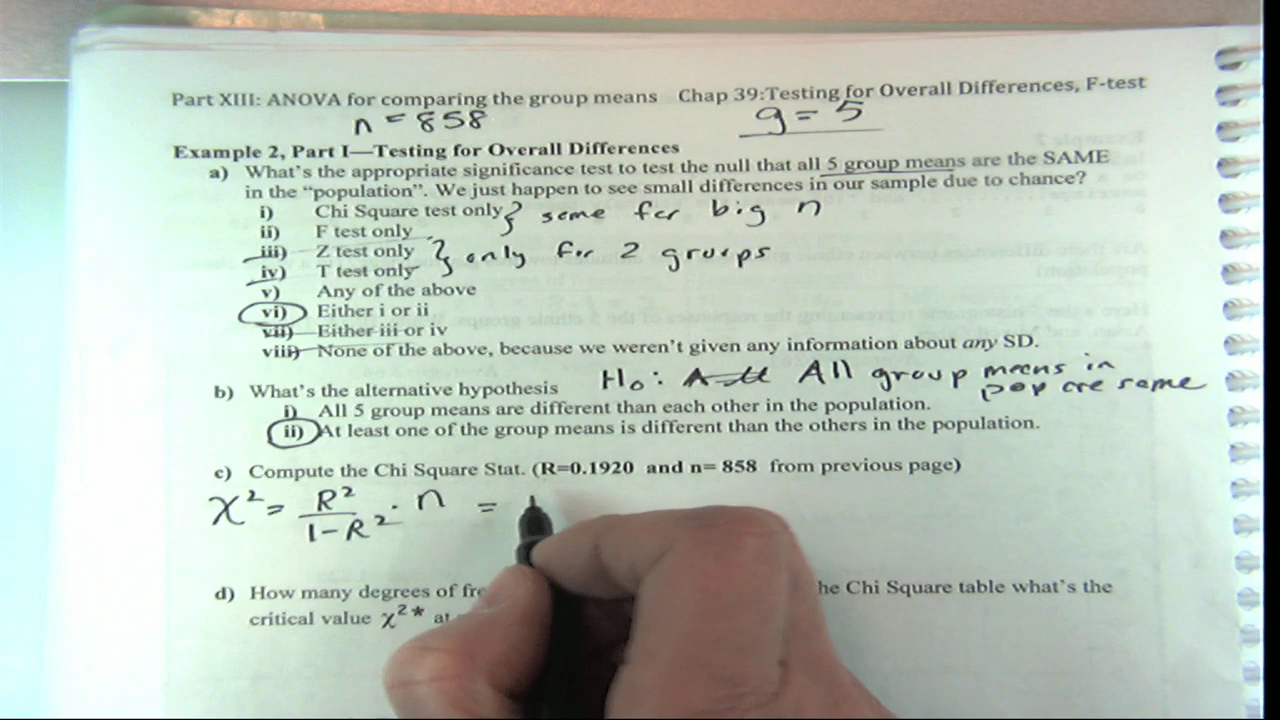 Part XIII: ANOVA for comparing the group means Chap 39:Testing for Overall Differences, F-test
n = 858 g = 5
Example 2, Part I—Testing for Overall Differences
a) What's the appropriate significance test to test the null that all 5 group means are the SAME
in the "population". We just happen to see small differences in our sample due to chance?
i) Chi Square test only } same for big n
ii) F test only
iii) Z test only } only for 2 groups
iv) T test only
v) Any of the above
vi) Either i or ii
vii) Either iii or iv
viii) None of the above, because we weren't given any information about any SD.
H₀: All group means in
b) What's the alternative hypothesis pop are same
i) All 5 group means are different than each other in the population.
ii) At least one of the group means is different than the others in the population.
c) Compute the Chi Square Stat. (R=0.1920 and n= 858 from previous page)
χ² = R² / 1-R² · n =
d) How many degrees of he Chi Square table what's the
critical value χ²* at